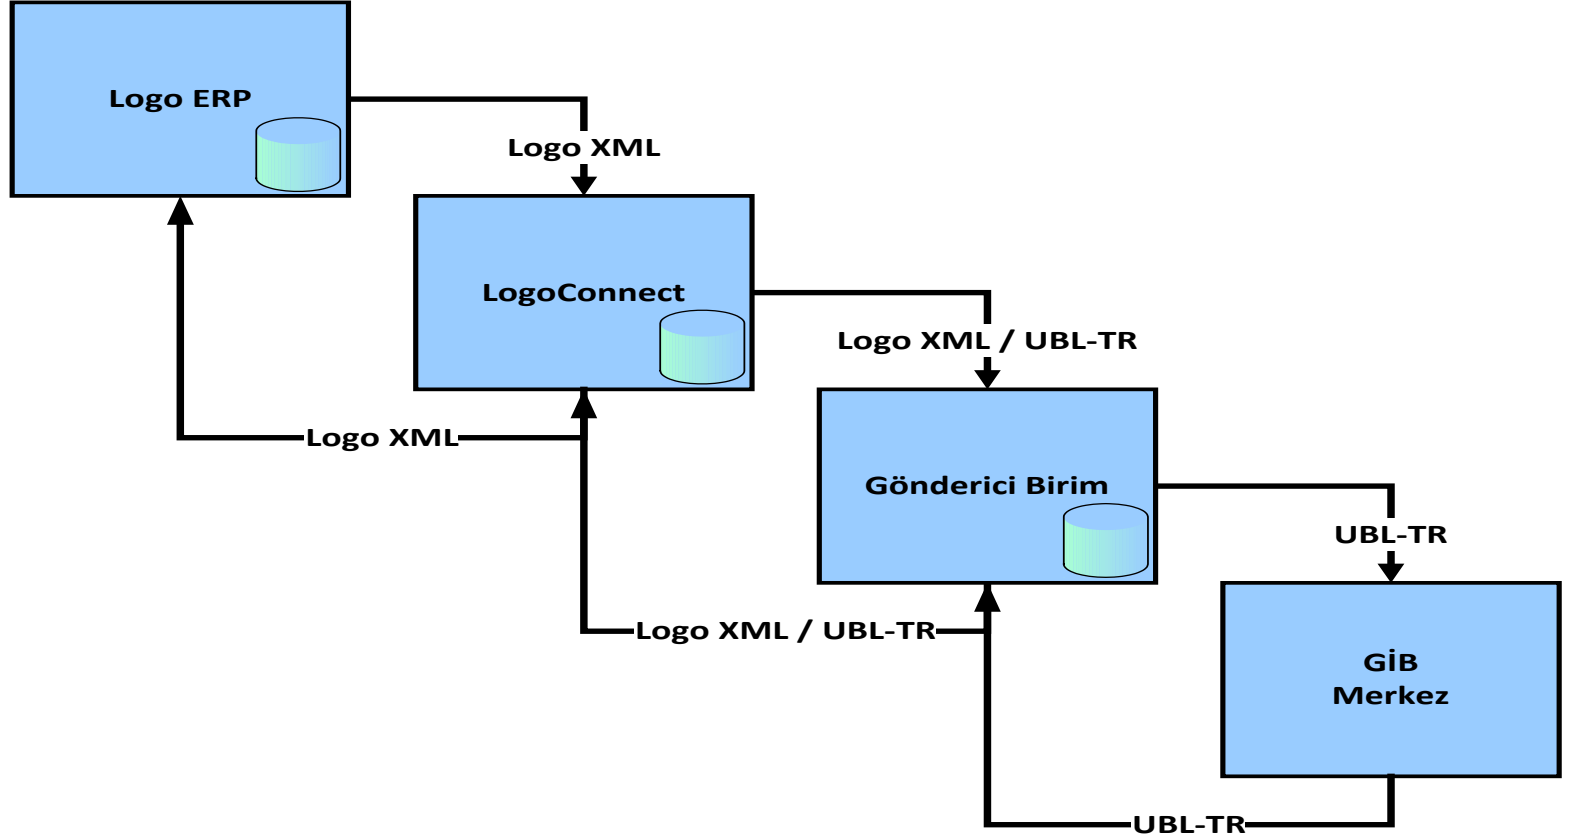 Logo ERP
Logo XML
LogoConnect
Logo XML / UBL-TR
Logo XML
Gönderici Birim
UBL-TR
Logo XML / UBL-TR
GİB
Merkez
UBL-TR